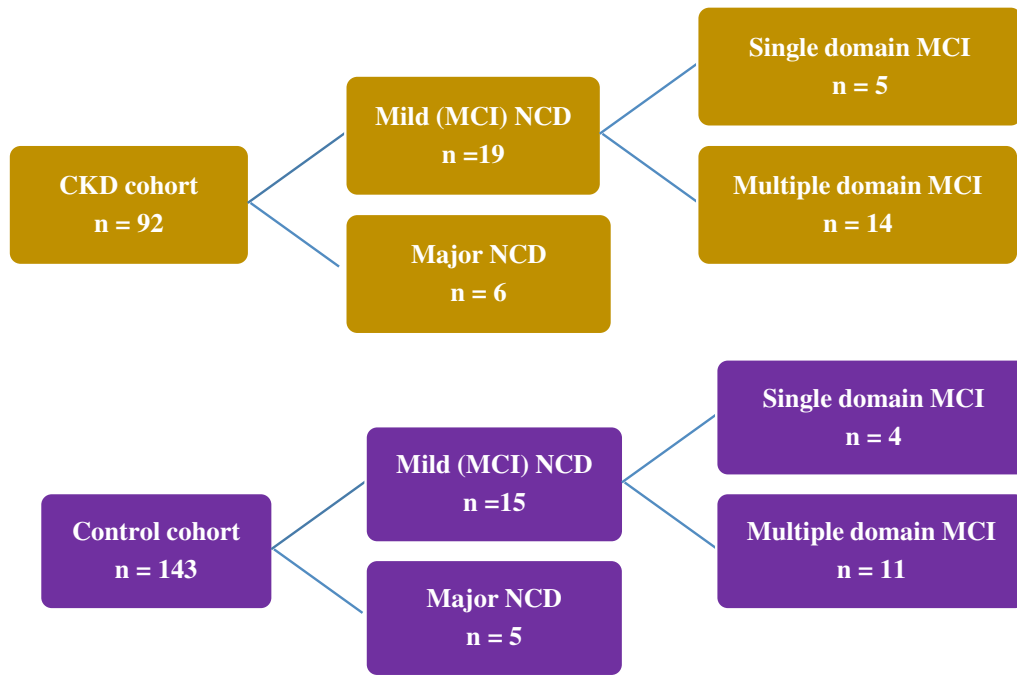 CKD cohort
n = 92
Mild (MCI) NCD
n =19
Major NCD
n = 6
Single domain MCI
n = 5
Multiple domain MCI
n = 14
Control cohort
n = 143
Mild (MCI) NCD
n =15
Major NCD
n = 5
Single domain MCI
n = 4
Multiple domain MCI
n = 11